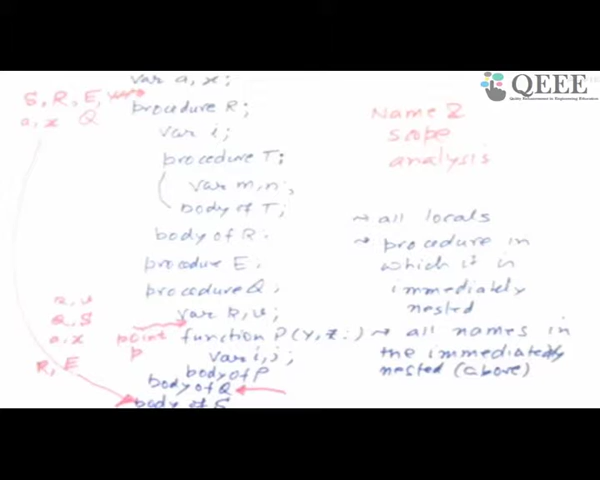 QEEE
var a, x;
S, R, E,
a, x Q
procedure R;
var i;
procedure T;
var m, n;
body of T;
body of R.
procedure E;
procedure Q;
var k, v;
function P(Y, Z:)
var i, j;
body of P
body of Q
body of S
Name &
scope
analysis
→ all locals
→ procedure in
which it is
immediately
nested
→ all names in
the immediately
nested (above)
Q, S
a, x
R, E
point
P